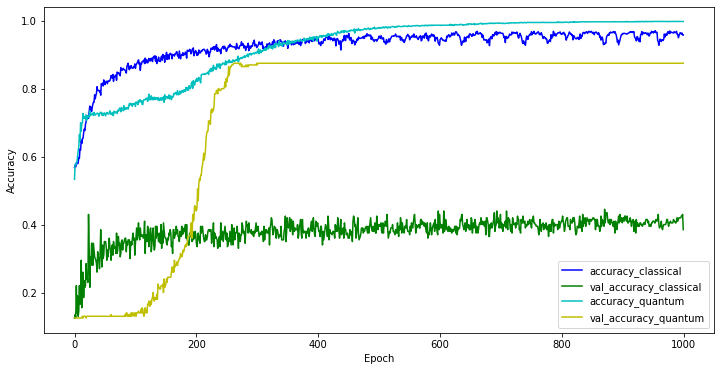 1.0
0.8
0.6
0.4
0.2
Accuracy
0
200
400
600
800
1000
Epoch
accuracy_classical
val_accuracy_classical
accuracy_quantum
val_accuracy_quantum